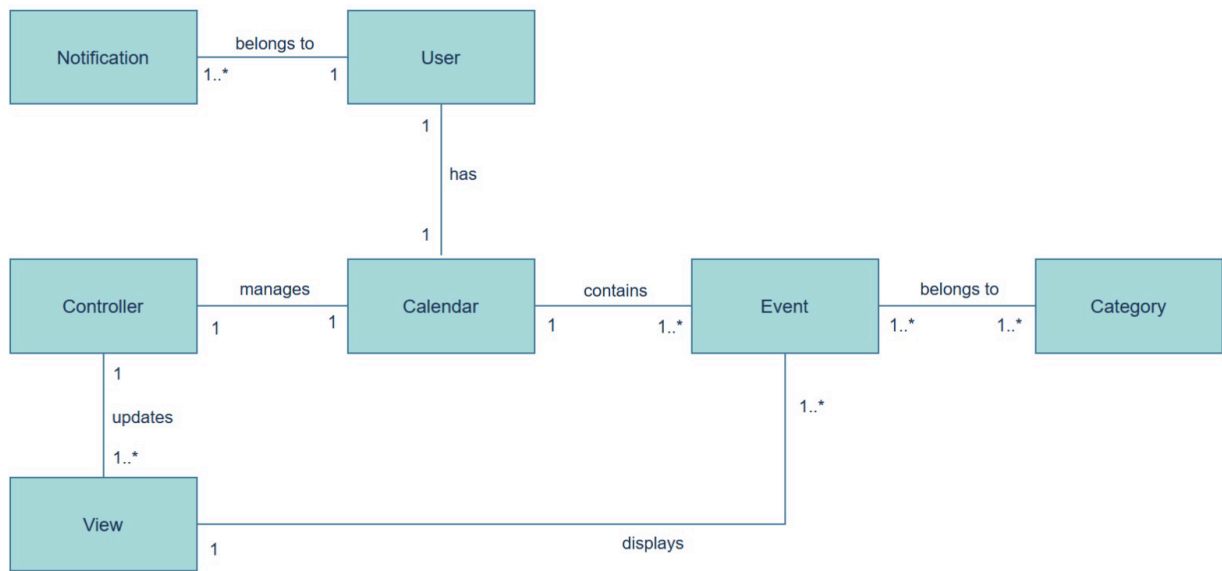 belongs to
Notification
User
1..*
1
1
has
1
manages
contains
belongs to
Controller
Calendar
Event
Category
1
1
1
1..*
1..*
1..*
1
updates
1..*
1..*
View
1
displays